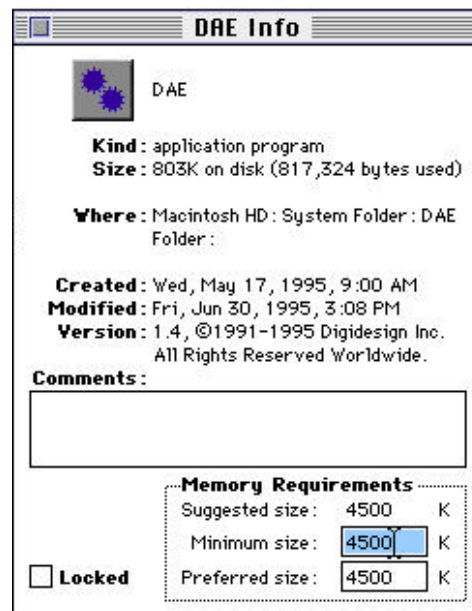 DAE Info
DAE
Kind: application program
Size: 803K on disk (817,324 bytes used)
Where: Macintosh HD: System Folder: DAE
Folder:
Created: Wed, May 17, 1995, 9:00 AM
Modified: Fri, Jun 30, 1995, 3:08 PM
Version: 1.4, ©1991-1995 Digidesign Inc.
All Rights Reserved Worldwide.
Comments:
Memory Requirements
Suggested size: 4500 K
Minimum size: 4500 K
Locked Preferred size: 4500 K